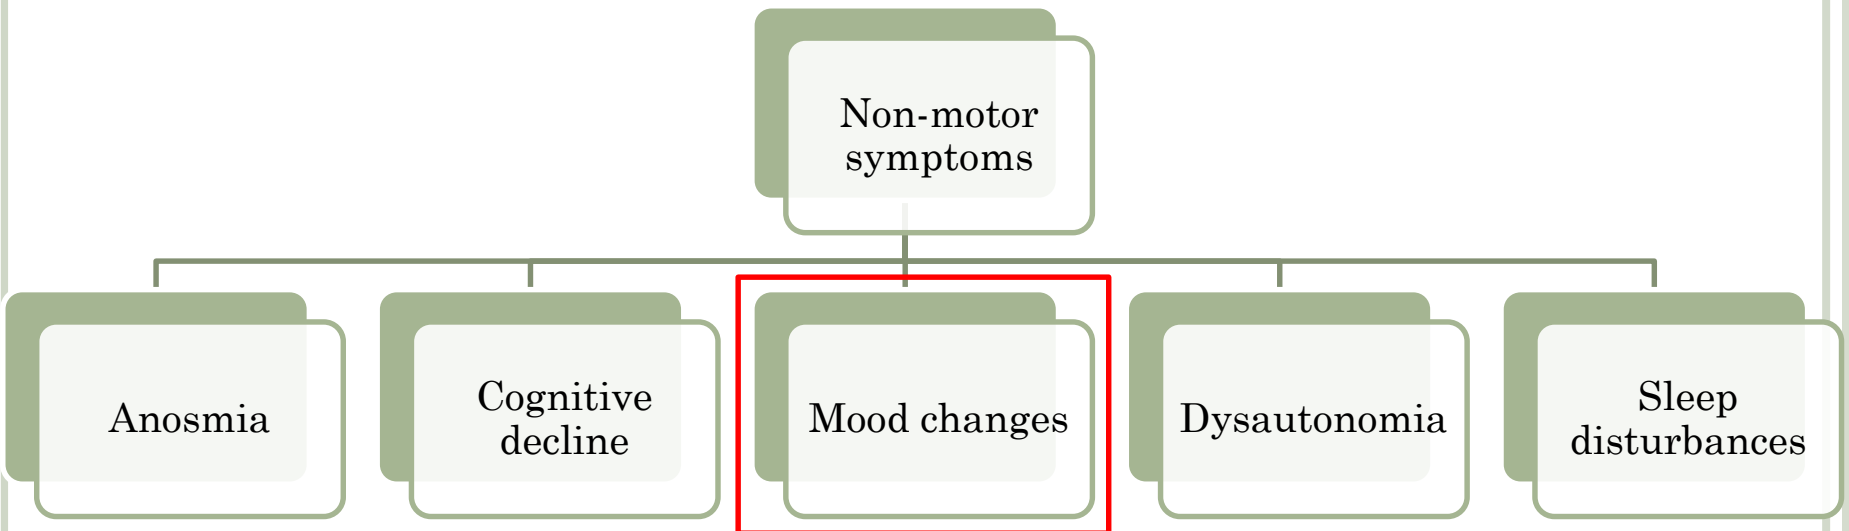 Non-motor
symptoms
Anosmia
Cognitive
decline
Mood changes
Dysautonomia
Sleep
disturbances